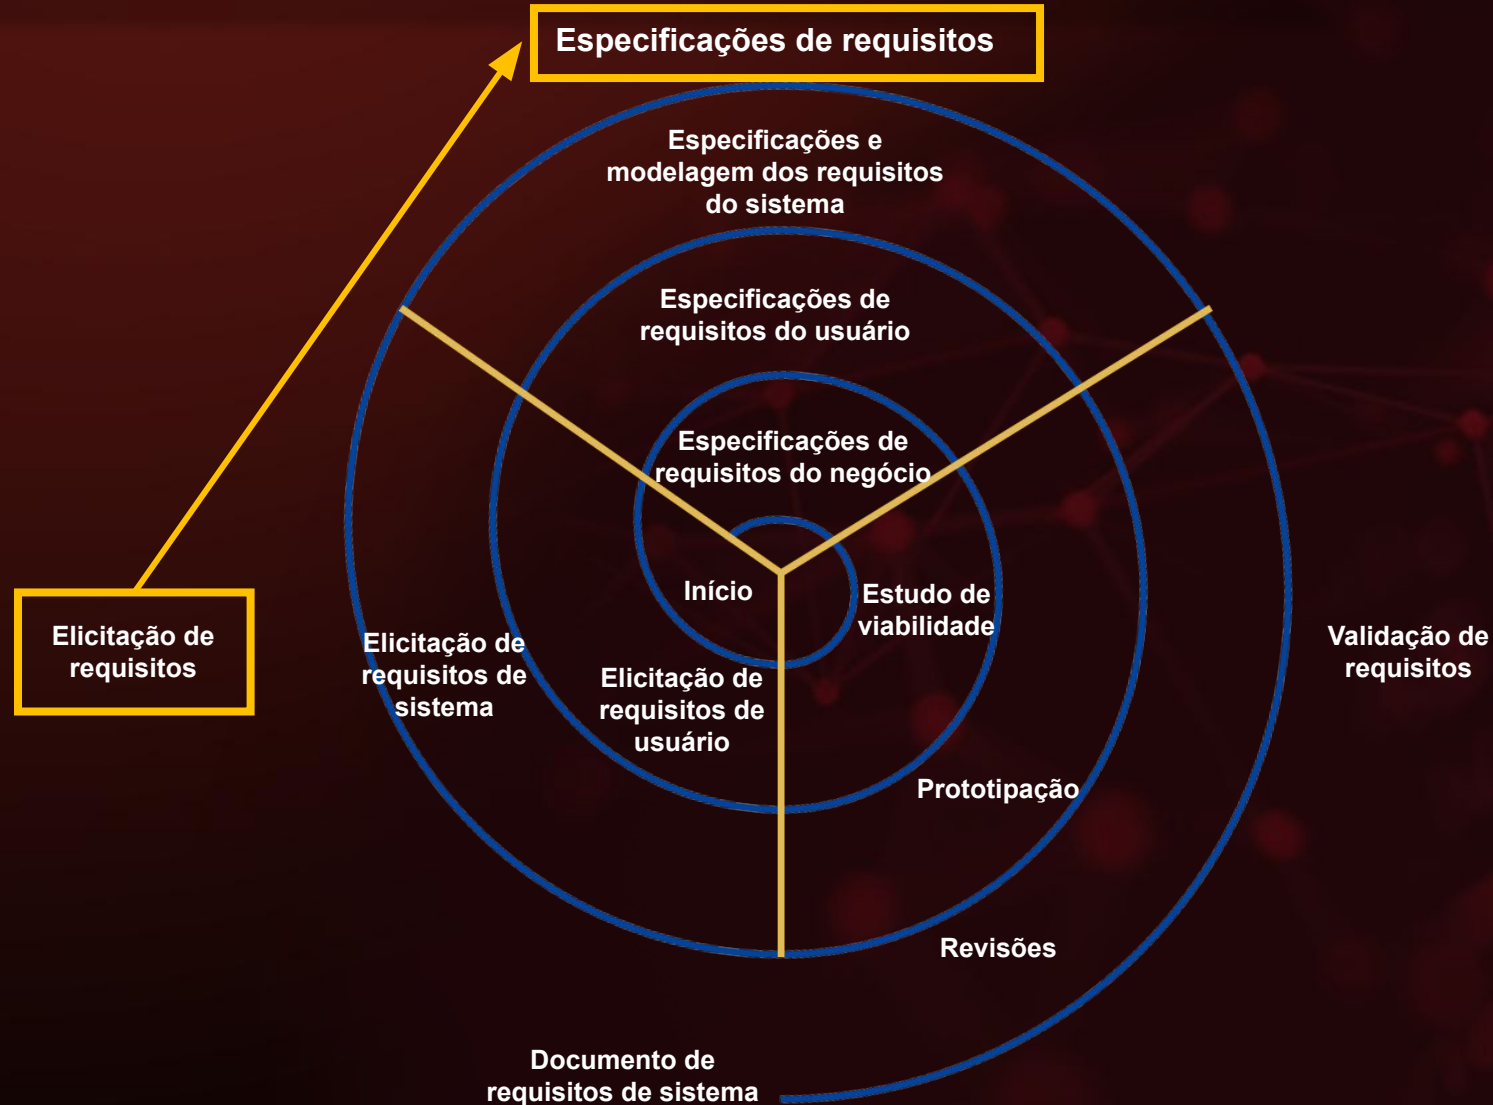 Especificações de requisitos
Especificações e
modelagem dos requisitos
do sistema
Especificações de
requisitos do usuário
Especificações de
requisitos do negócio
Início
Estudo de
viabilidade
Elicitação de
requisitos
Elicitação de
requisitos de
sistema
Elicitação de
requisitos de
usuário
Validação de
requisitos
Prototipação
Revisões
Documento de
requisitos de sistema